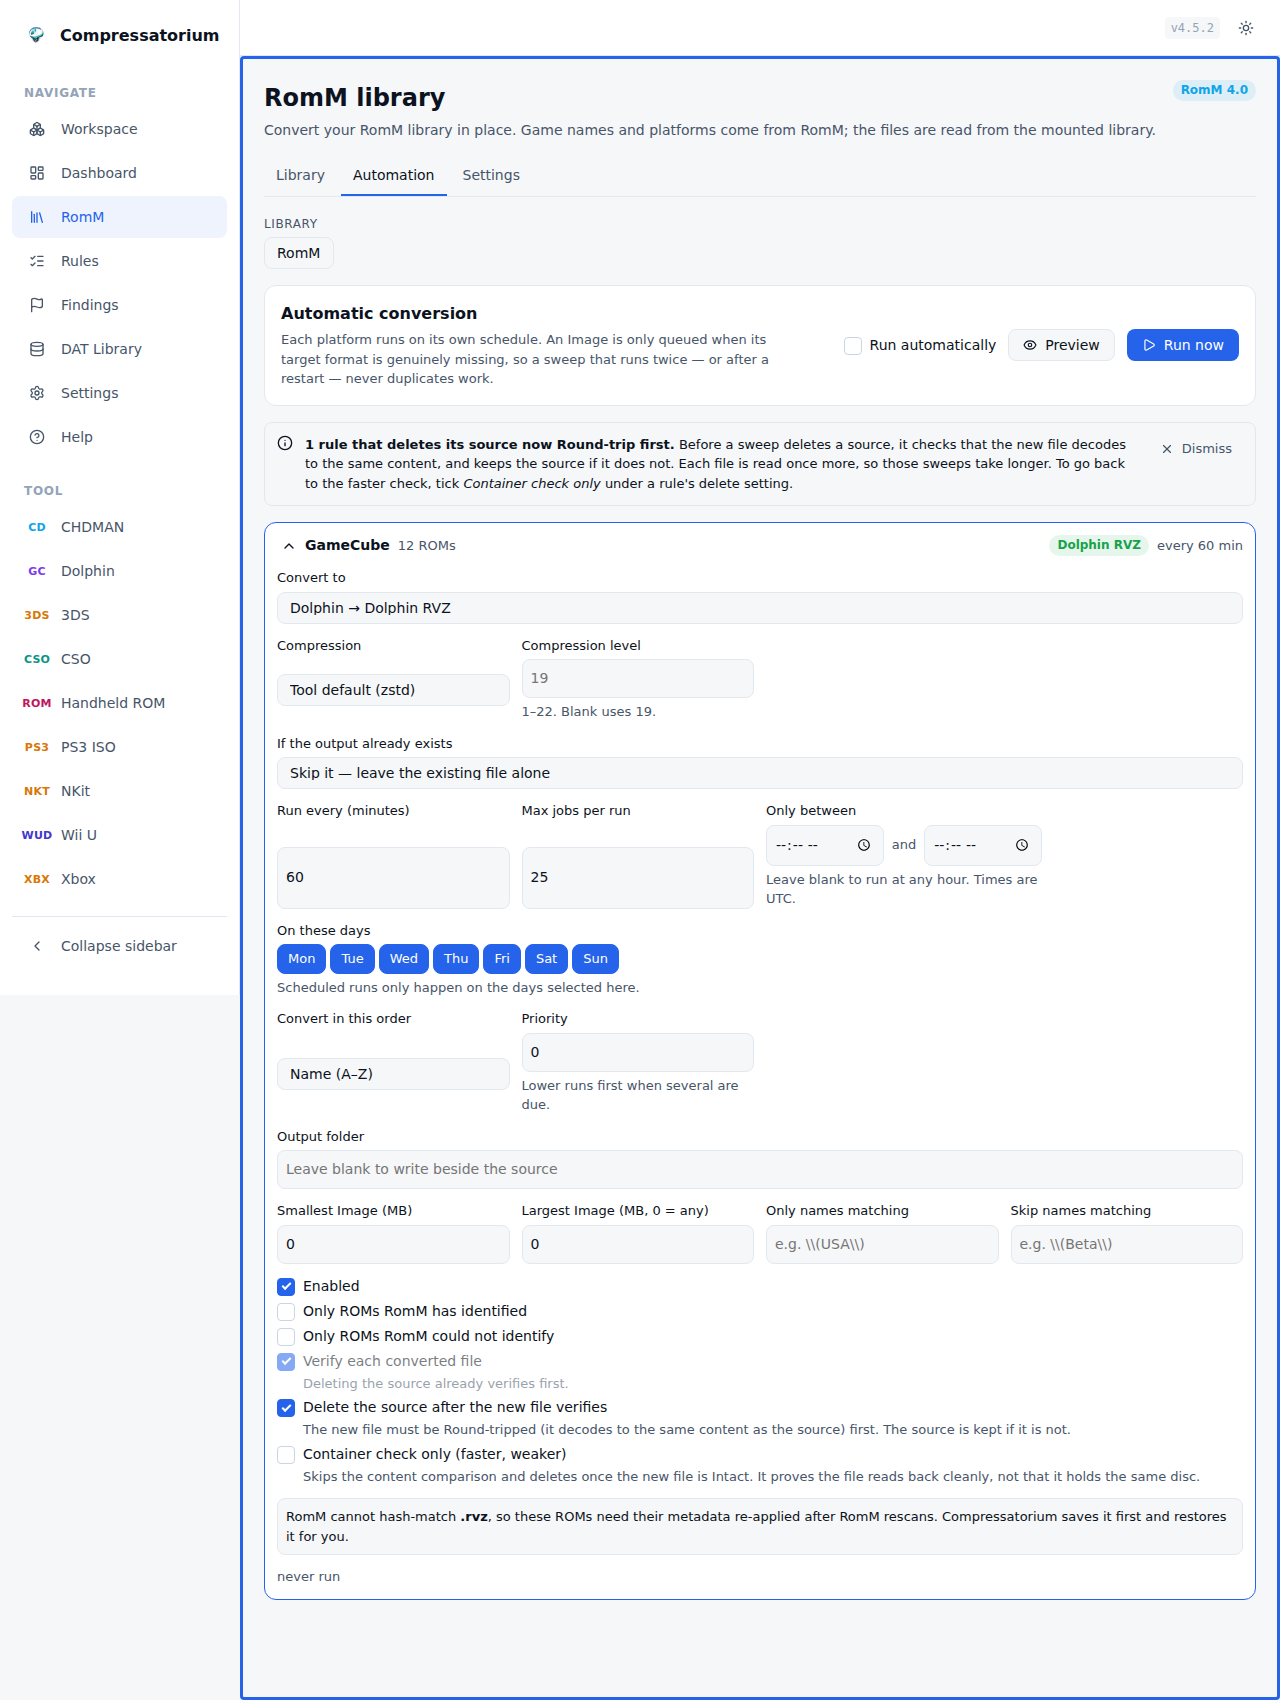 Compressatorium
v4.5.2
NAVIGATE
Workspace
Dashboard
RomM
Rules
Findings
DAT Library
Settings
Help
TOOL
CD CHDMAN
GC Dolphin
3DS 3DS
CSO CSO
ROM Handheld ROM
PS3 PS3 ISO
NKT NKit
WUD Wii U
XBX Xbox
Collapse sidebar
RomM library
RomM 4.0
Convert your RomM library in place. Game names and platforms come from RomM; the files are read from the mounted library.
Library Automation Settings
LIBRARY
RomM
Automatic conversion
Each platform runs on its own schedule. An Image is only queued when its
target format is genuinely missing, so a sweep that runs twice — or after a
restart — never duplicates work.
Run automatically Preview Run now
1 rule that deletes its source now Round-trip first. Before a sweep deletes a source, it checks that the new file decodes
to the same content, and keeps the source if it does not. Each file is read once more, so those sweeps take longer. To go back
to the faster check, tick Container check only under a rule's delete setting.
Dismiss
GameCube 12 ROMs Dolphin RVZ every 60 min
Convert to
Dolphin → Dolphin RVZ
Compression Compression level
Tool default (zstd) 19
1–22. Blank uses 19.
If the output already exists
Skip it — leave the existing file alone
Run every (minutes) Max jobs per run Only between
60 25 --:-- -- and --:-- --
Leave blank to run at any hour. Times are
UTC.
On these days
Mon Tue Wed Thu Fri Sat Sun
Scheduled runs only happen on the days selected here.
Convert in this order Priority
Name (A–Z) 0
Lower runs first when several are
due.
Output folder
Leave blank to write beside the source
Smallest Image (MB) Largest Image (MB, 0 = any) Only names matching Skip names matching
0 0 e.g. \\(USA\\) e.g. \\(Beta\\)
Enabled
Only ROMs RomM has identified
Only ROMs RomM could not identify
Verify each converted file
Deleting the source already verifies first.
Delete the source after the new file verifies
The new file must be Round-tripped (it decodes to the same content as the source) first. The source is kept if it is not.
Container check only (faster, weaker)
Skips the content comparison and deletes once the new file is Intact. It proves the file reads back cleanly, not that it holds the same disc.
RomM cannot hash-match .rvz, so these ROMs need their metadata re-applied after RomM rescans. Compressatorium saves it first and restores
it for you.
never run